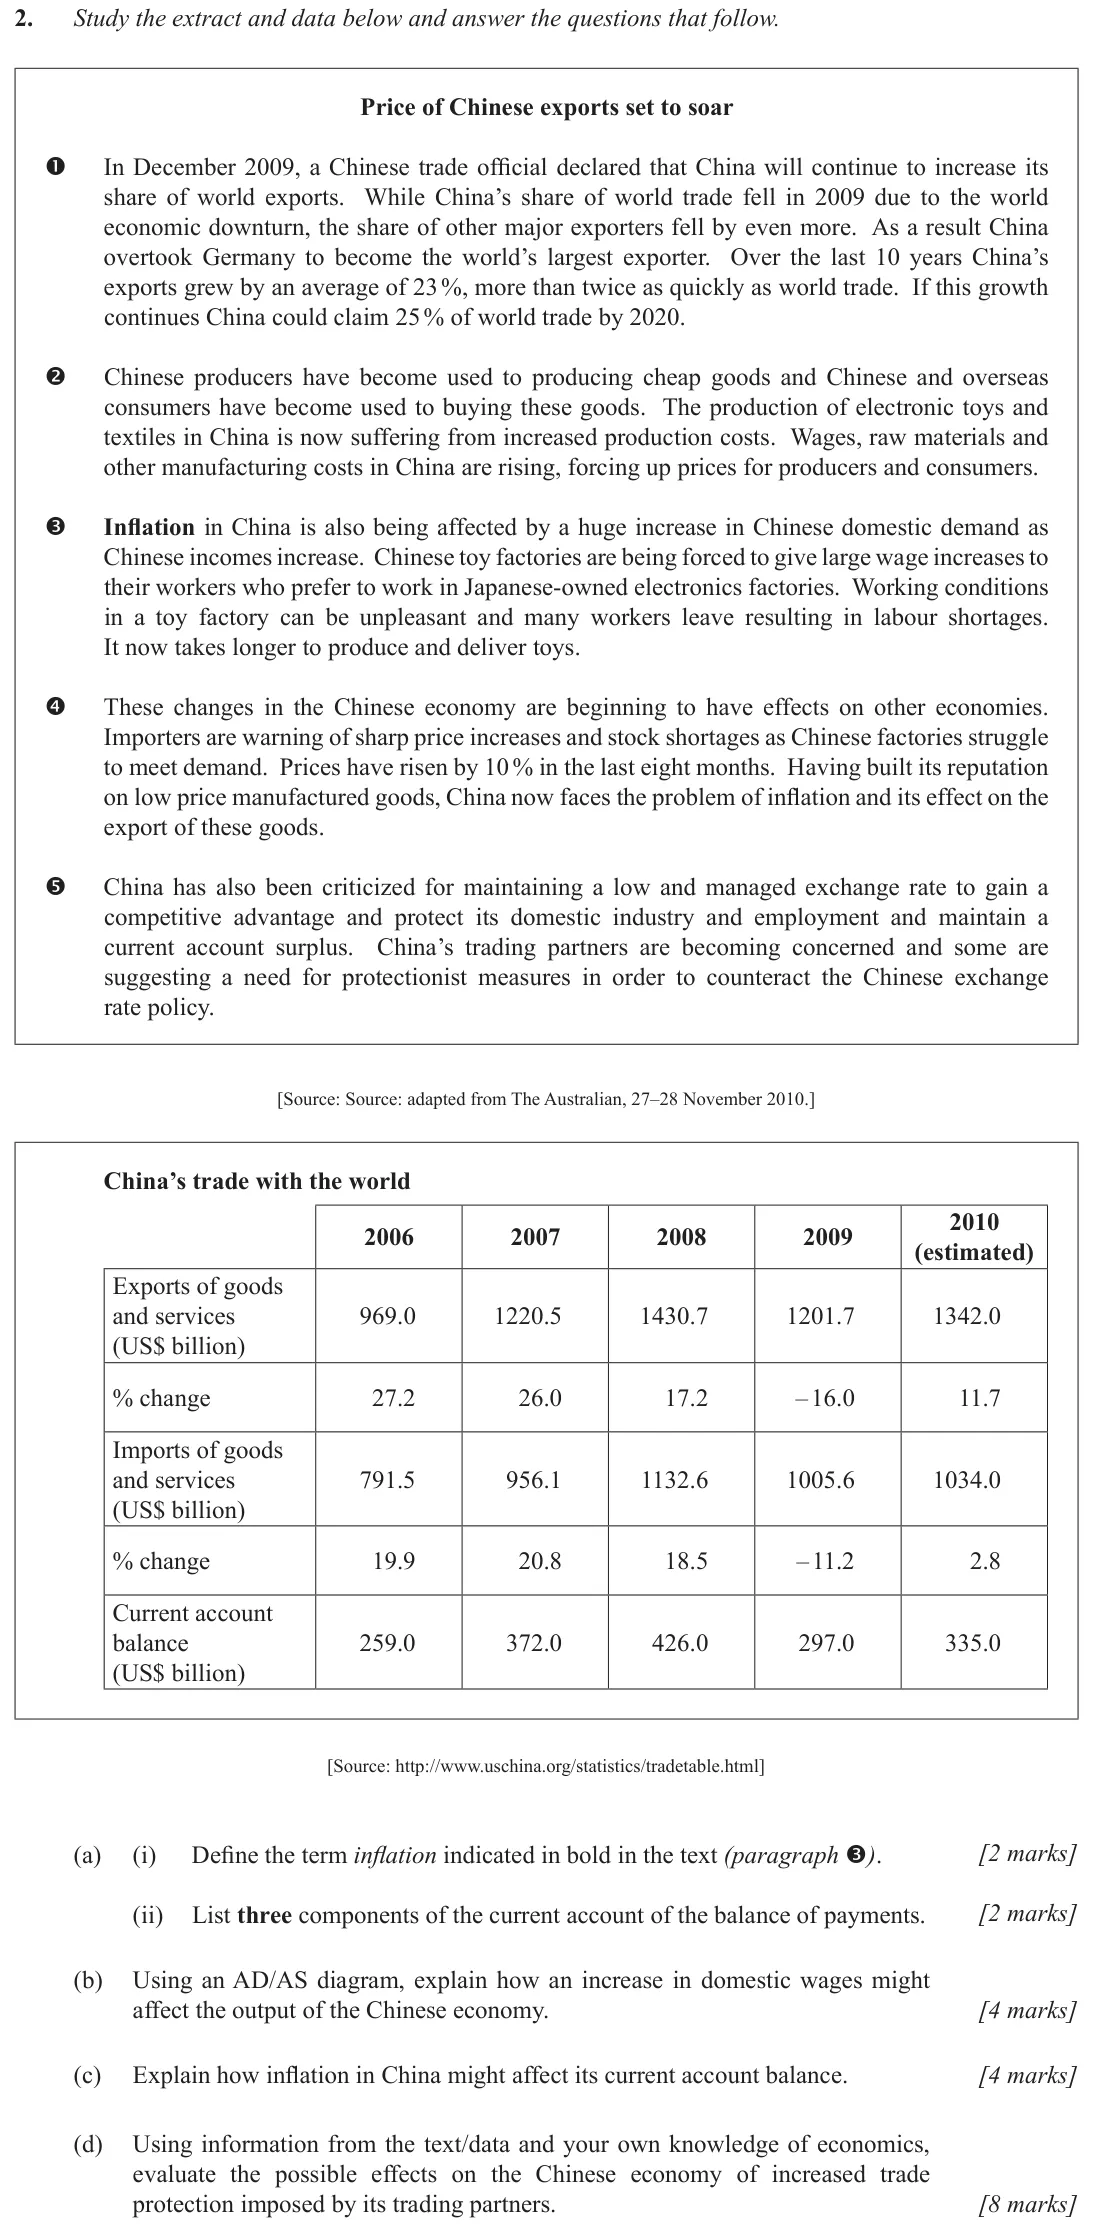 2. Study the extract and data below and answer the questions that follow.
Price of Chinese exports set to soar
❶ In December 2009, a Chinese trade official declared that China will continue to increase its
share of world exports. While China’s share of world trade fell in 2009 due to the world
economic downturn, the share of other major exporters fell by even more. As a result China
overtook Germany to become the world’s largest exporter. Over the last 10 years China’s
exports grew by an average of 23%, more than twice as quickly as world trade. If this growth
continues China could claim 25% of world trade by 2020.
❷ Chinese producers have become used to producing cheap goods and Chinese and overseas
consumers have become used to buying these goods. The production of electronic toys and
textiles in China is now suffering from increased production costs. Wages, raw materials and
other manufacturing costs in China are rising, forcing up prices for producers and consumers.
❸ Inflation in China is also being affected by a huge increase in Chinese domestic demand as
Chinese incomes increase. Chinese toy factories are being forced to give large wage increases to
their workers who prefer to work in Japanese-owned electronics factories. Working conditions
in a toy factory can be unpleasant and many workers leave resulting in labour shortages.
It now takes longer to produce and deliver toys.
❹ These changes in the Chinese economy are beginning to have effects on other economies.
Importers are warning of sharp price increases and stock shortages as Chinese factories struggle
to meet demand. Prices have risen by 10% in the last eight months. Having built its reputation
on low price manufactured goods, China now faces the problem of inflation and its effect on the
export of these goods.
❺ China has also been criticized for maintaining a low and managed exchange rate to gain a
competitive advantage and protect its domestic industry and employment and maintain a
current account surplus. China’s trading partners are becoming concerned and some are
suggesting a need for protectionist measures in order to counteract the Chinese exchange
rate policy.
[Source: Source: adapted from The Australian, 27–28 November 2010.]
China’s trade with the world
2006 2007 2008 2009 2010
(estimated)
Exports of goods
and services 969.0 1220.5 1430.7 1201.7 1342.0
(US$ billion)
% change 27.2 26.0 17.2 –16.0 11.7
Imports of goods
and services 791.5 956.1 1132.6 1005.6 1034.0
(US$ billion)
% change 19.9 20.8 18.5 –11.2 2.8
Current account
balance 259.0 372.0 426.0 297.0 335.0
(US$ billion)
[Source: http://www.uschina.org/statistics/tradetable.html]
(a) (i) Define the term inflation indicated in bold in the text (paragraph ❸). [2 marks]
(ii) List three components of the current account of the balance of payments. [2 marks]
(b) Using an AD/AS diagram, explain how an increase in domestic wages might
affect the output of the Chinese economy. [4 marks]
(c) Explain how inflation in China might affect its current account balance. [4 marks]
(d) Using information from the text/data and your own knowledge of economics,
evaluate the possible effects on the Chinese economy of increased trade
protection imposed by its trading partners. [8 marks]